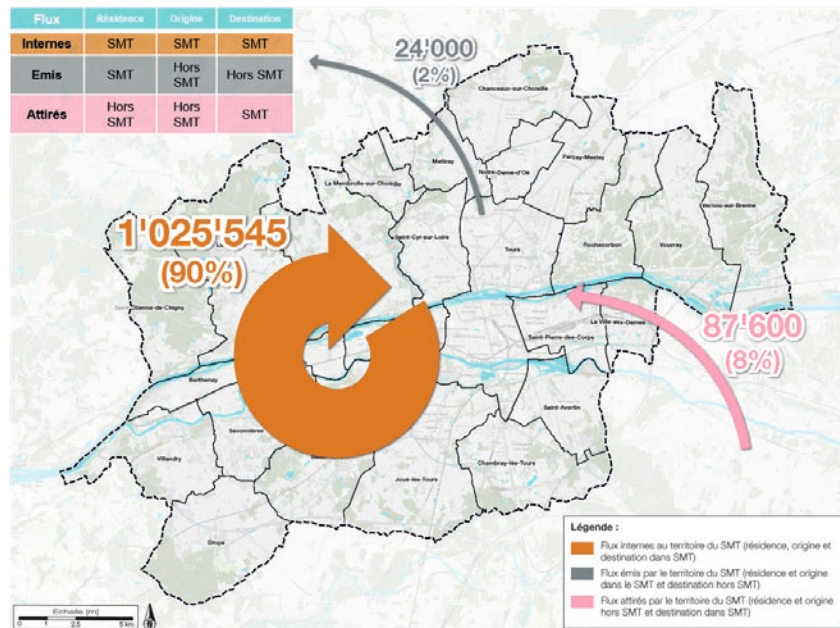 Flux Résidence Origine Destination
Internes SMT SMT SMT
Emis SMT Hors SMT Hors SMT
Attirés Hors SMT Hors SMT SMT
24'000
(2%)
Chanceaux-sur-Choisille
Mettray
Notre-Dame-d'Oé
Parçay-Meslay
La Membrolle-sur-Choisille
Vernou-sur-Brenne
1'025'545
(90%)
Saint-Cyr-sur-Loire
Tours
Rochecorbon
Vouvray
87'600
(8%)
La Ville-aux-Dames
Saint-Pierre-des-Corps
Berthenay
Saint-Avertin
Savonnières
Villandry
Chambray-lès-Tours
Joué-lès-Tours
Druye
Légende :
Flux internes au territoire du SMT (résidence, origine et
destination dans SMT)
Flux émis par le territoire du SMT (résidence et origine
dans le SMT et destination hors SMT)
Flux attirés par le territoire du SMT (résidence et origine
hors SMT et destination dans SMT)
Echelle [m]
0 1 2.5 5 km
N